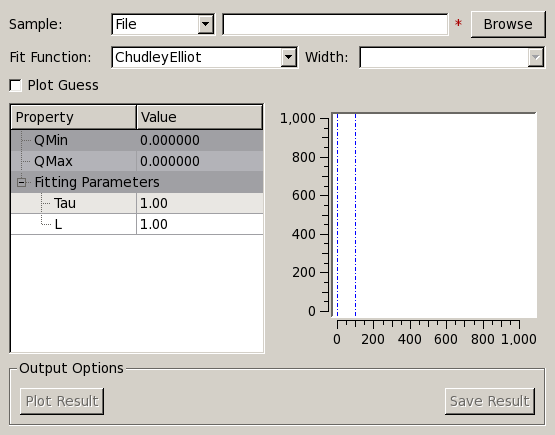 Sample: File * Browse
Fit Function: ChudleyElliot Width:
Plot Guess
Property Value
QMin 0.000000
QMax 0.000000
Fitting Parameters
Tau 1.00
L 1.00
1,000
800
600
400
200
0
0 200 400 600 800 1,000
Output Options
Plot Result Save Result